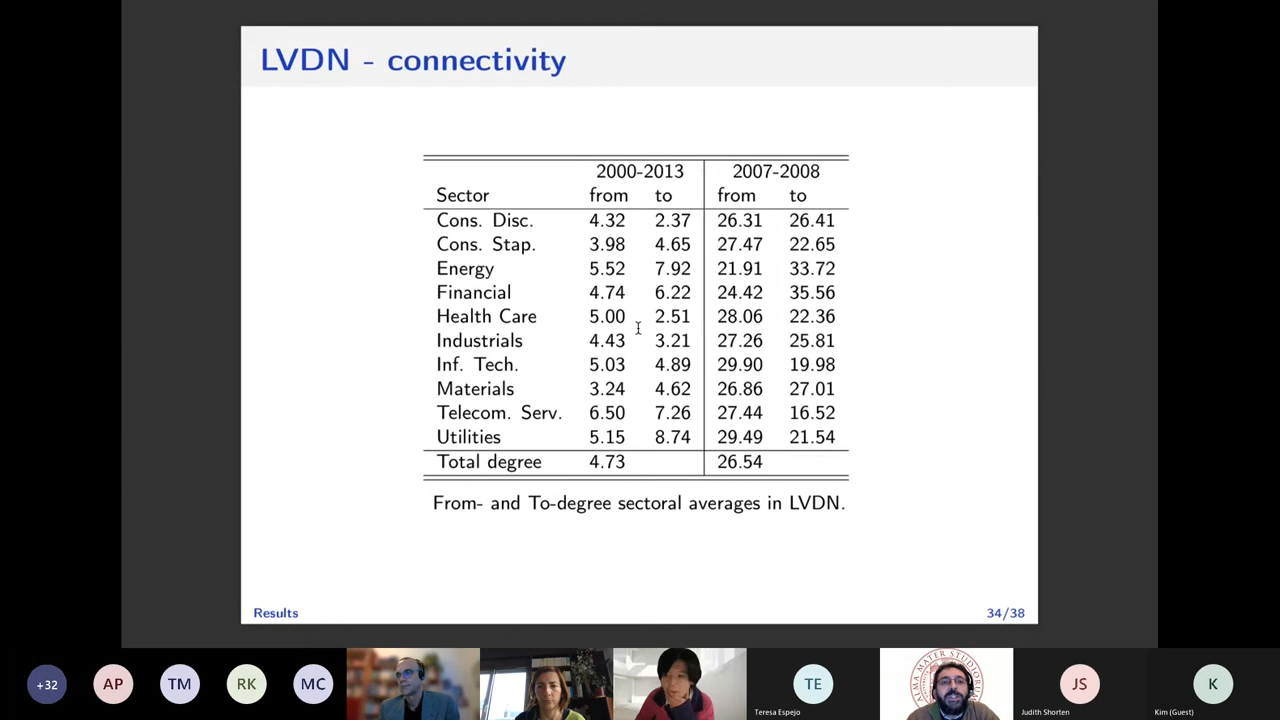 LVDN - connectivity
2000-2013 2007-2008
Sector from to from to
Cons. Disc. 4.32 2.37 26.31 26.41
Cons. Stap. 3.98 4.65 27.47 22.65
Energy 5.52 7.92 21.91 33.72
Financial 4.74 6.22 24.42 35.56
Health Care 5.00 2.51 28.06 22.36
Industrials 4.43 3.21 27.26 25.81
Inf. Tech. 5.03 4.89 29.90 19.98
Materials 3.24 4.62 26.86 27.01
Telecom. Serv. 6.50 7.26 27.44 16.52
Utilities 5.15 8.74 29.49 21.54
Total degree 4.73 26.54
From- and To-degree sectoral averages in LVDN.
Results 34/38
+32 AP TM RK MC TE JS K
Teresa Espejo Judith Shorten Kim (Guest)